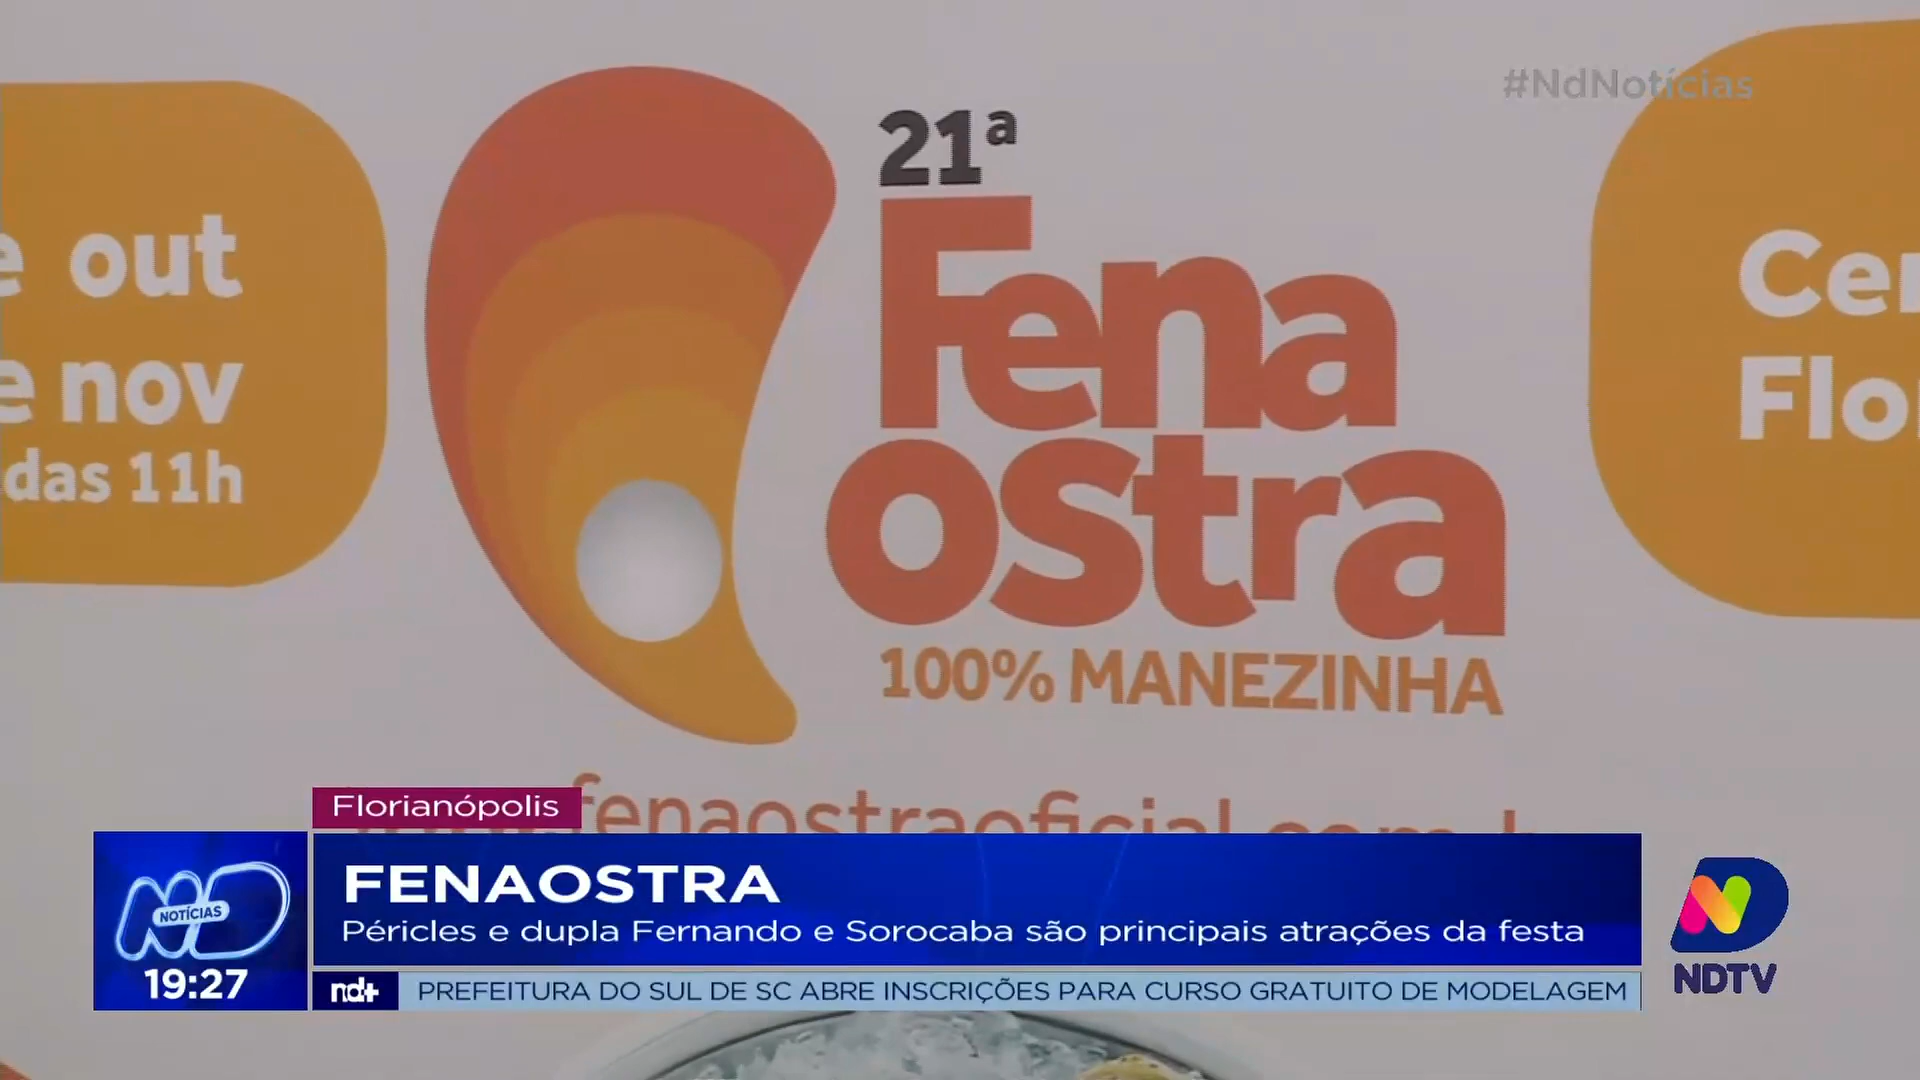 #NdNotícias
out
nov
das 11h
21ª
Fena
ostra
100% MANEZINHA
Florianópolis
FENAOSTRA
Péricles e dupla Fernando e Sorocaba são principais atrações da festa
ND
NOTÍCIAS
19:27
nd+
PREFEITURA DO SUL DE SC ABRE INSCRIÇÕES PARA CURSO GRATUITO DE MODELAGEM
NDTV